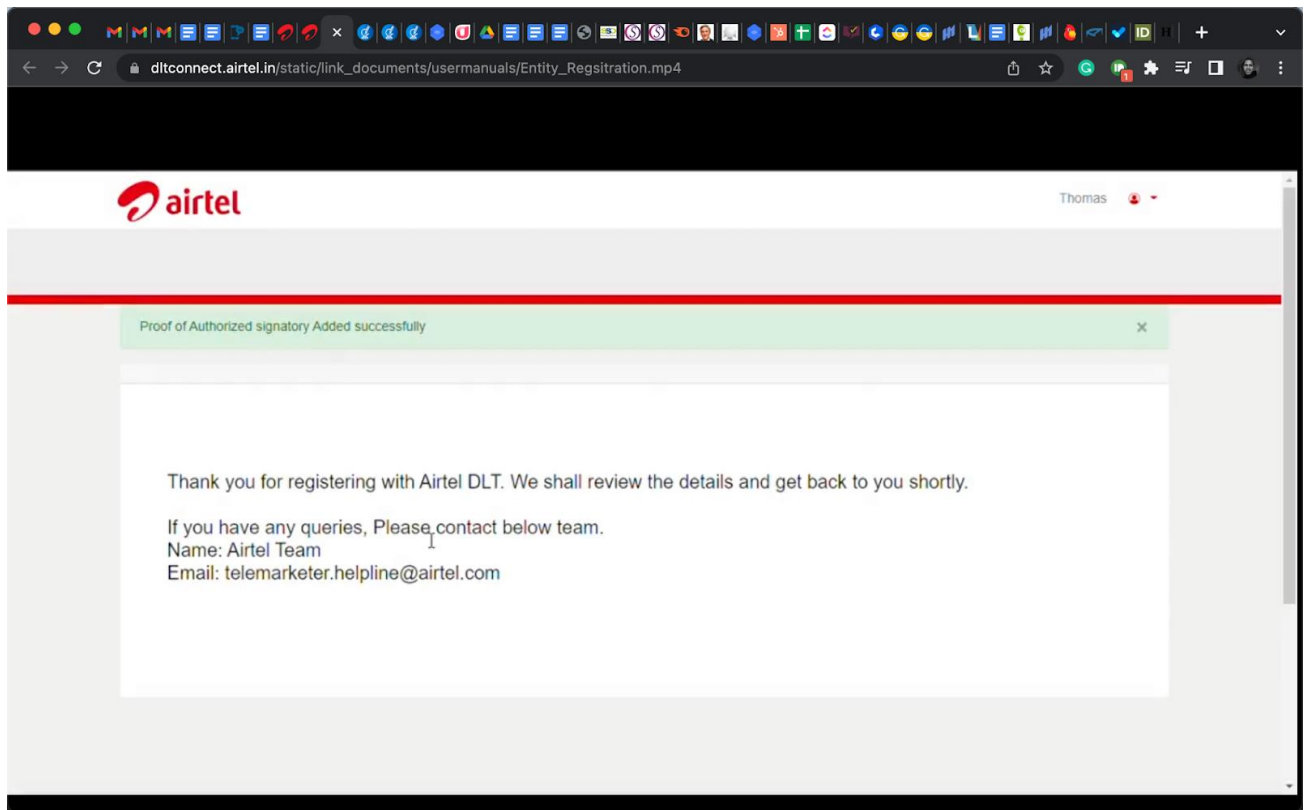 dltconnect.airtel.in/static/link_documents/usermanuals/Entity_Regsitration.mp4
airtel
Thomas
Proof of Authorized signatory Added successfully
Thank you for registering with Airtel DLT. We shall review the details and get back to you shortly.
If you have any queries, Please contact below team.
Name: Airtel Team
Email: telemarketer.helpline@airtel.com